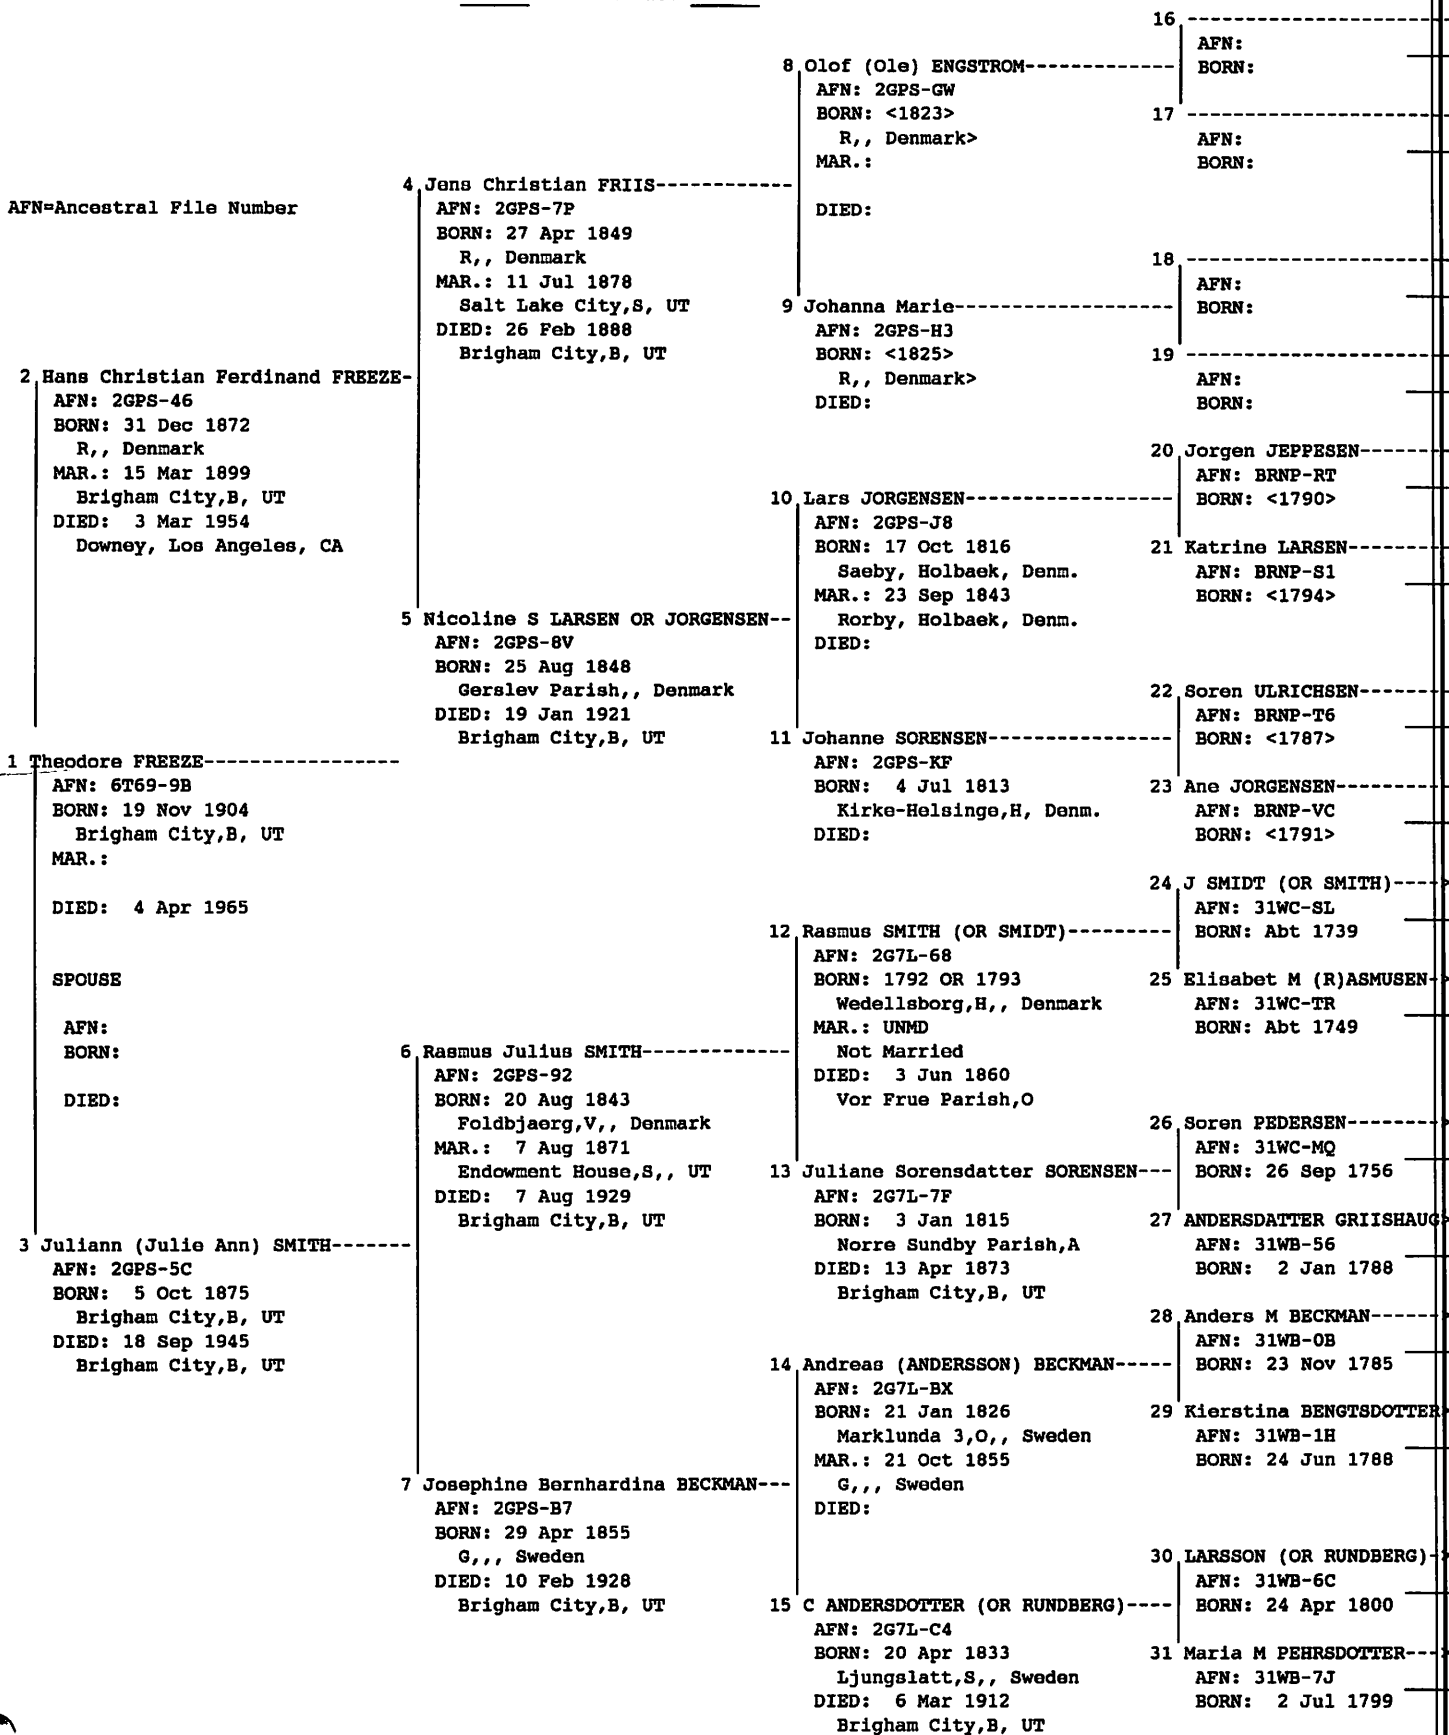 AFN=Ancestral File Number
1 Theodore FREEZE-----------------
AFN: 6T69-9B
BORN: 19 Nov 1904
Brigham City,B, UT
MAR.:
DIED: 4 Apr 1965
SPOUSE
AFN:
BORN:
DIED:
2 Hans Christian Ferdinand FREEZE-
AFN: 2GPS-46
BORN: 31 Dec 1872
R,, Denmark
MAR.: 15 Mar 1899
Brigham City,B, UT
DIED: 3 Mar 1954
Downey, Los Angeles, CA
3 Juliann (Julie Ann) SMITH-------
AFN: 2GPS-5C
BORN: 5 Oct 1875
Brigham City,B, UT
DIED: 18 Sep 1945
Brigham City,B, UT
4 Jens Christian FRIIS------------
AFN: 2GPS-7P
BORN: 27 Apr 1849
R,, Denmark
MAR.: 11 Jul 1878
Salt Lake City,S, UT
DIED: 26 Feb 1888
Brigham City,B, UT
5 Nicoline S LARSEN OR JORGENSEN--
AFN: 2GPS-8V
BORN: 25 Aug 1848
Gerslev Parish,, Denmark
DIED: 19 Jan 1921
Brigham City,B, UT
6 Rasmus Julius SMITH-------------
AFN: 2GPS-92
BORN: 20 Aug 1843
Foldbjaerg,V,, Denmark
MAR.: 7 Aug 1871
Endowment House,S,, UT
DIED: 7 Aug 1929
Brigham City,B, UT
7 Josephine Bernhardina BECKMAN---
AFN: 2GPS-B7
BORN: 29 Apr 1855
G,,, Sweden
DIED: 10 Feb 1928
Brigham City,B, UT
8 Olof (Ole) ENGSTROM-------------
AFN: 2GPS-GW
BORN: <1823>
R,, Denmark>
MAR.:
DIED:
9 Johanna Marie-------------------
AFN: 2GPS-H3
BORN: <1825>
R,, Denmark>
DIED:
10 Lars JORGENSEN------------------
AFN: 2GPS-J8
BORN: 17 Oct 1816
Saeby, Holbaek, Denm.
MAR.: 23 Sep 1843
Rorby, Holbaek, Denm.
DIED:
11 Johanne SORENSEN----------------
AFN: 2GPS-KF
BORN: 4 Jul 1813
Kirke-Helsinge,H, Denm.
DIED:
12 Rasmus SMITH (OR SMIDT)---------
AFN: 2G7L-68
BORN: 1792 OR 1793
Wedellsborg,H,, Denmark
MAR.: UNMD
Not Married
DIED: 3 Jun 1860
Vor Frue Parish,O
13 Juliane Sorensdatter SORENSEN---
AFN: 2G7L-7F
BORN: 3 Jan 1815
Norre Sundby Parish,A
DIED: 13 Apr 1873
Brigham City,B, UT
14 Andreas (ANDERSSON) BECKMAN-----
AFN: 2G7L-BX
BORN: 21 Jan 1826
Marklunda 3,O,, Sweden
MAR.: 21 Oct 1855
G,,, Sweden
DIED:
15 C ANDERSDOTTER (OR RUNDBERG)----
AFN: 2G7L-C4
BORN: 20 Apr 1833
Ljungslatt,S,, Sweden
DIED: 6 Mar 1912
Brigham City,B, UT
16 ----------------------
AFN:
BORN:
17 ----------------------
AFN:
BORN:
18 ----------------------
AFN:
BORN:
19 ----------------------
AFN:
BORN:
20 Jorgen JEPPESEN-------
AFN: BRNP-RT
BORN: <1790>
21 Katrine LARSEN--------
AFN: BRNP-S1
BORN: <1794>
22 Soren ULRICHSEN-------
AFN: BRNP-T6
BORN: <1787>
23 Ane JORGENSEN---------
AFN: BRNP-VC
BORN: <1791>
24 J SMIDT (OR SMITH)----
AFN: 31WC-SL
BORN: Abt 1739
25 Elisabet M (R)ASMUSEN-
AFN: 31WC-TR
BORN: Abt 1749
26 Soren PEDERSEN--------
AFN: 31WC-MQ
BORN: 26 Sep 1756
27 ANDERSDATTER GRIISHAUG>
AFN: 31WB-56
BORN: 2 Jan 1788
28 Anders M BECKMAN------
AFN: 31WB-0B
BORN: 23 Nov 1785
29 Kierstina BENGTSDOTTER
AFN: 31WB-1H
BORN: 24 Jun 1788
30 LARSSON (OR RUNDBERG)-
AFN: 31WB-6C
BORN: 24 Apr 1800
31 Maria M PEHRSDOTTER---
AFN: 31WB-7J
BORN: 2 Jul 1799